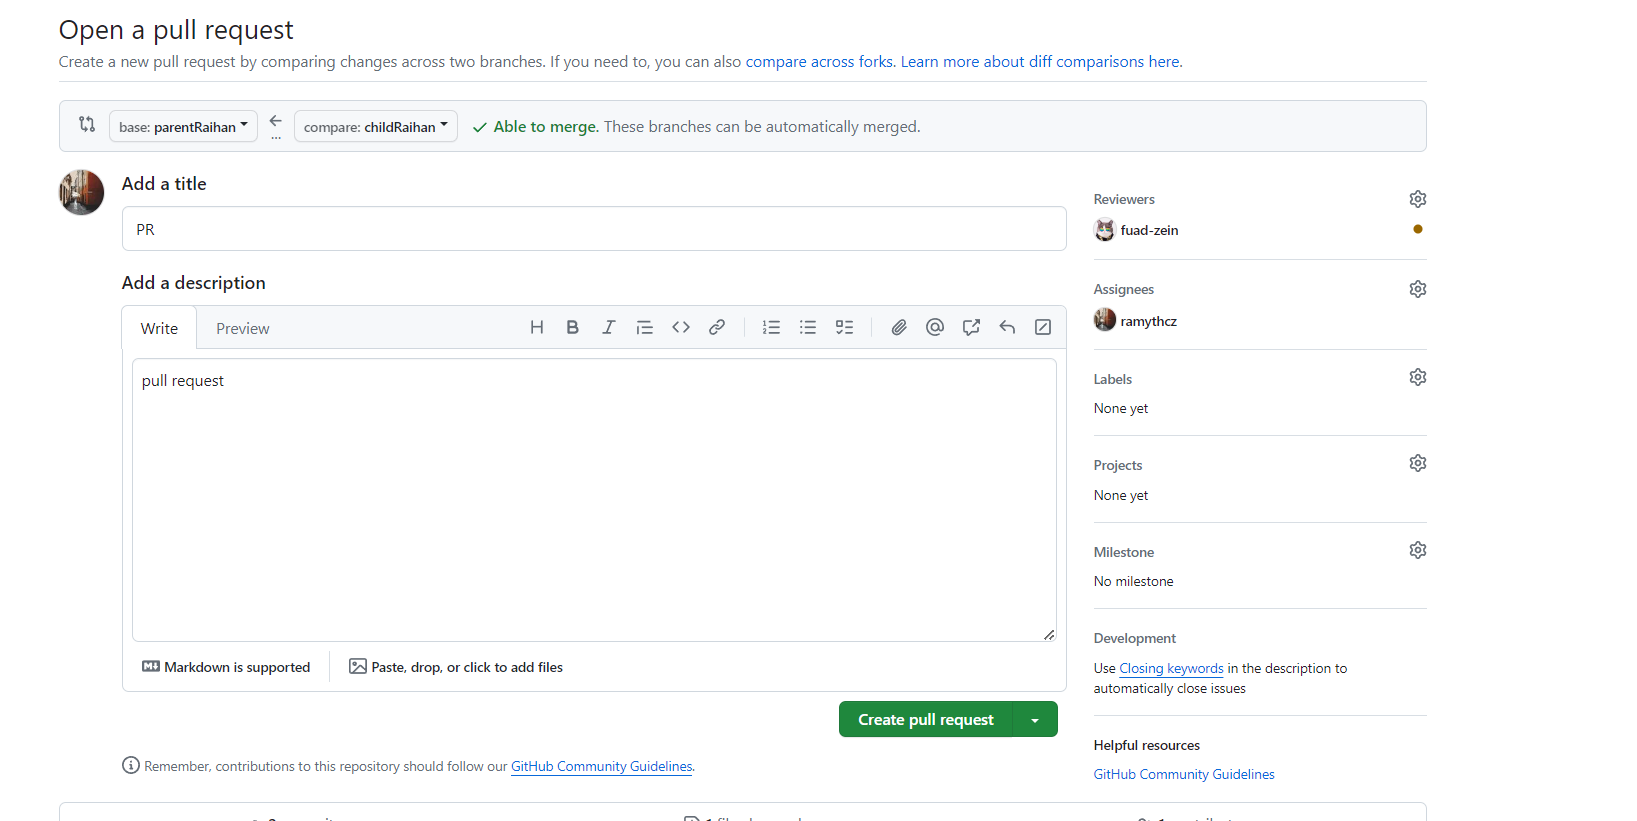 Open a pull request
Create a new pull request by comparing changes across two branches. If you need to, you can also compare across forks. Learn more about diff comparisons here.
base: parentRaihan
...
compare: childRaihan
Able to merge. These branches can be automatically merged.
Add a title
PR
Add a description
Write
Preview
H B I
pull request
Markdown is supported
Paste, drop, or click to add files
Create pull request
Remember, contributions to this repository should follow our GitHub Community Guidelines.
Reviewers
fuad-zein
Assignees
ramythcz
Labels
None yet
Projects
None yet
Milestone
No milestone
Development
Use Closing keywords in the description to
automatically close issues
Helpful resources
GitHub Community Guidelines